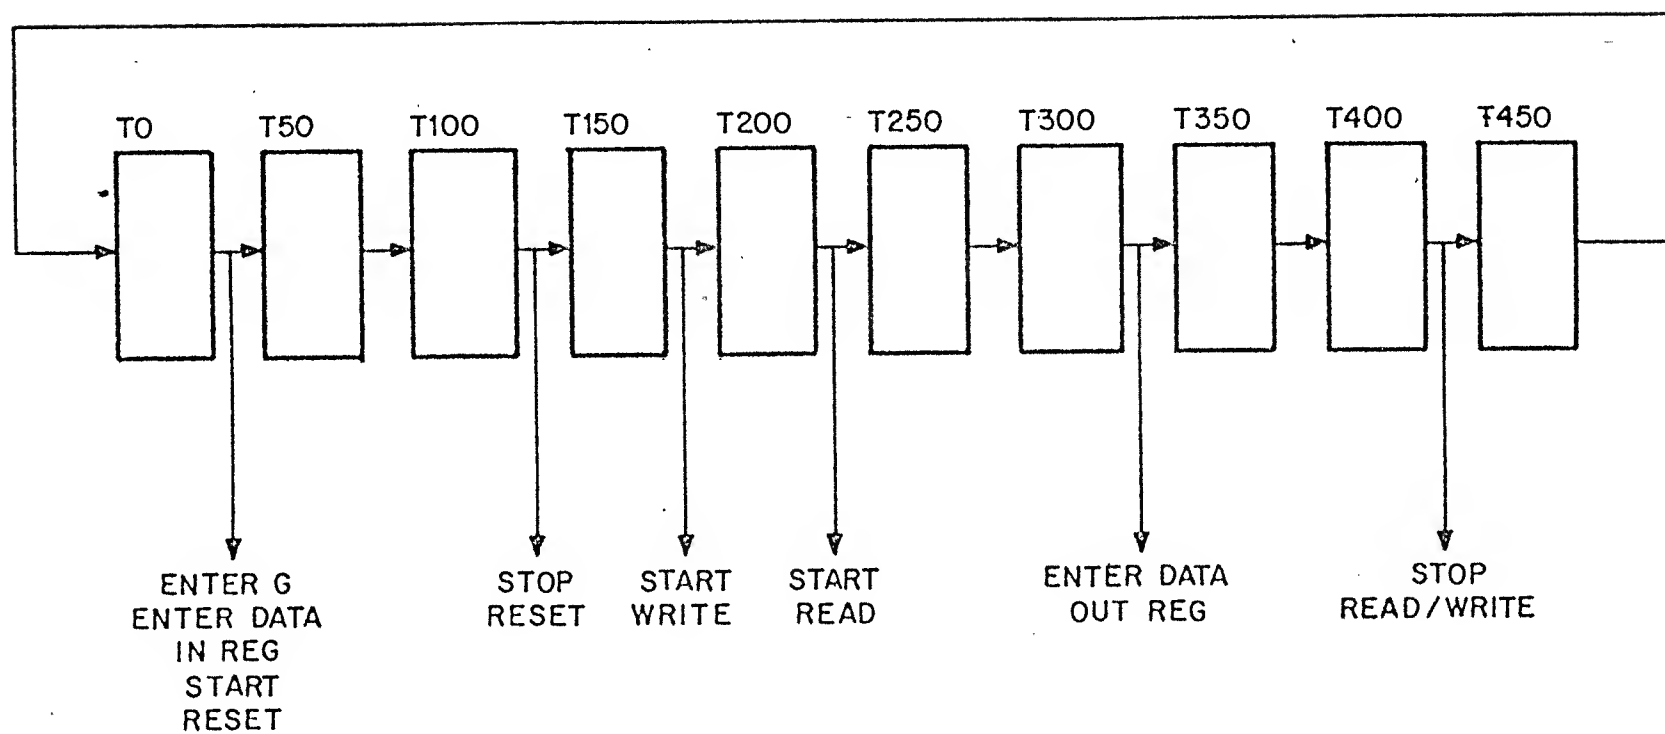 T0 T50 T100 T150 T200 T250 T300 T350 T400 T450
ENTER G
ENTER DATA
IN REG
START
RESET
STOP
RESET
START
WRITE
START
READ
ENTER DATA
OUT REG
STOP
READ/WRITE